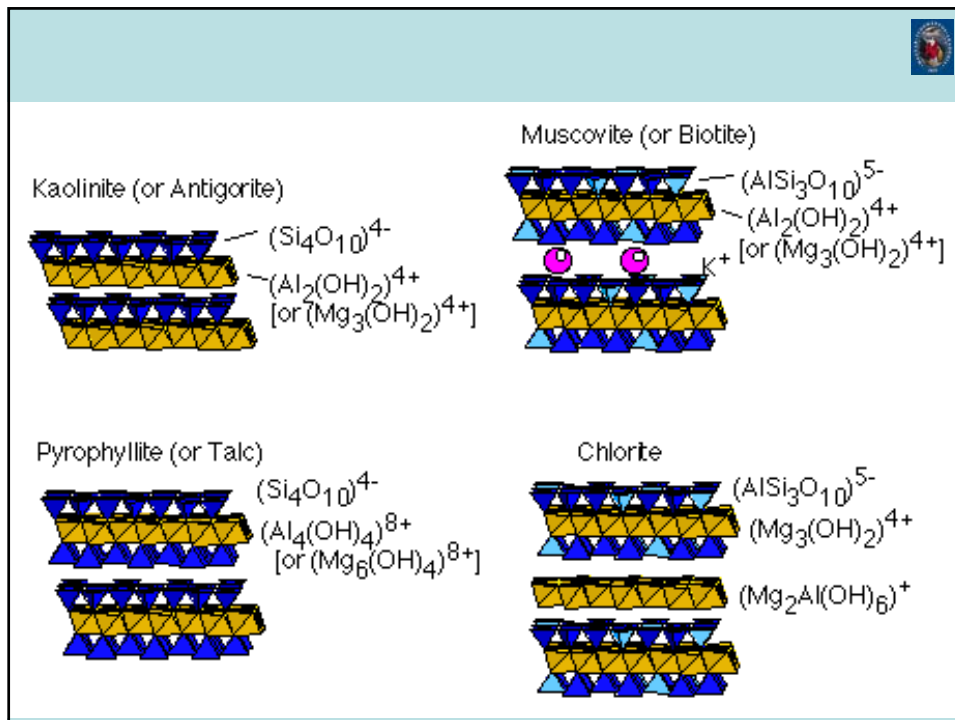 Kaolinite (or Antigorite)
(Si4O10)4-
(Al2(OH)2)4+
[or (Mg3(OH)2)4+]
Muscovite (or Biotite)
(AlSi3O10)5-
(Al2(OH)2)4+
[or (Mg3(OH)2)4+]
K+
Pyrophyllite (or Talc)
(Si4O10)4-
(Al4(OH)4)8+
[or (Mg6(OH)4)8+]
Chlorite
(AlSi3O10)5-
(Mg3(OH)2)4+
(Mg2Al(OH)6)+